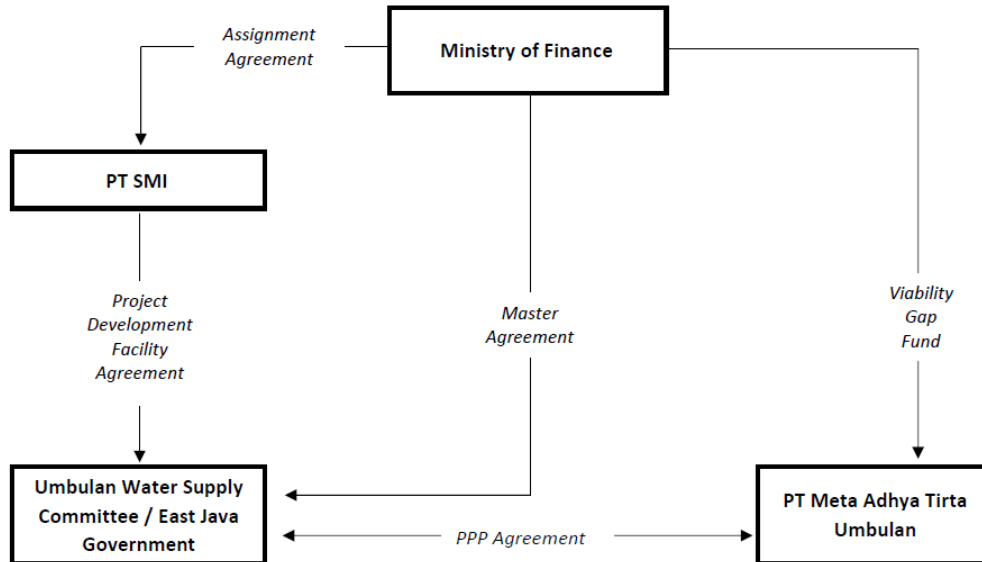 Assignment
Agreement
Ministry of Finance
PT SMI
Project
Development
Facility
Agreement
Master
Agreement
Viability
Gap
Fund
Umbulan Water Supply
Committee / East Java
Government
PPP Agreement
PT Meta Adhya Tirta
Umbulan